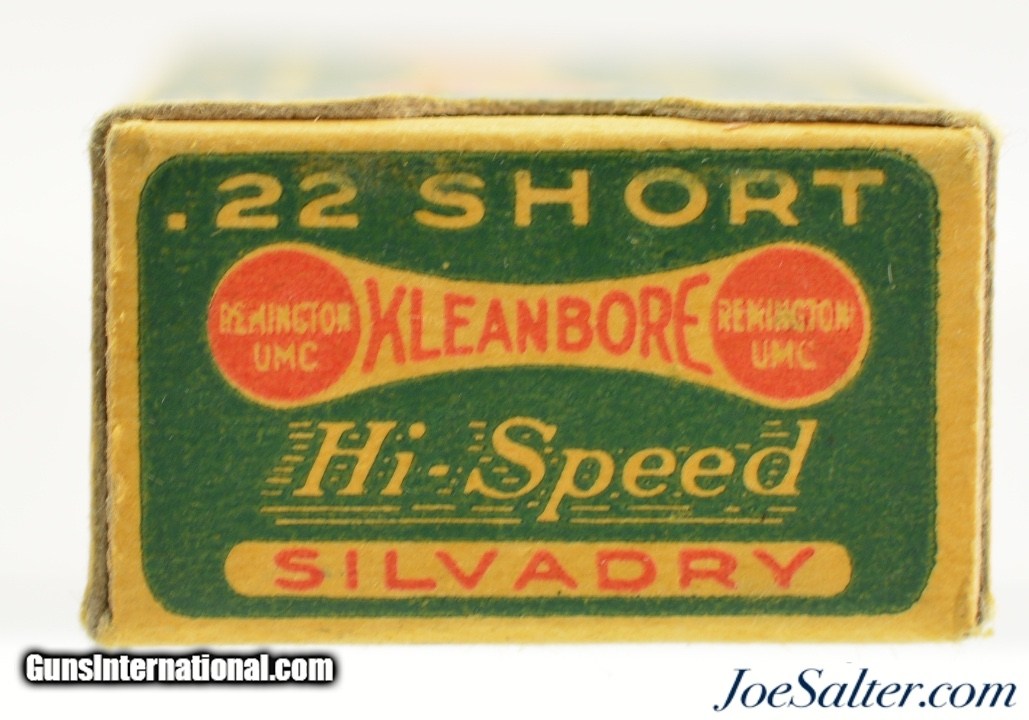 .22 SHORT
REMINGTON UMC KLEANBORE REMINGTON UMC
Hi-Speed
SILVADRY
GunsInternational.com
JoeSalter.com